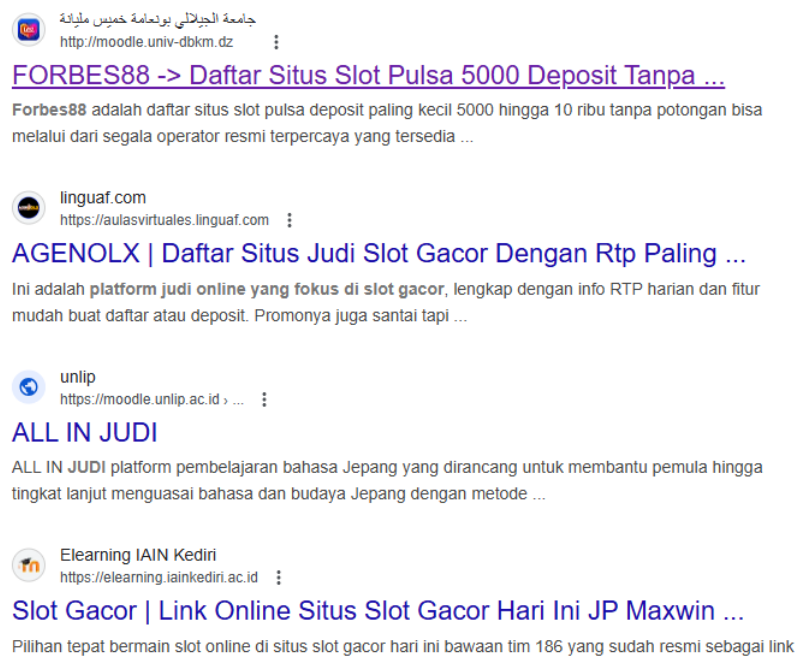 جامعة الجيلالي بونعامة خميس مليانة
http://moodle.univ-dbkm.dz
FORBES88 -> Daftar Situs Slot Pulsa 5000 Deposit Tanpa ...
Forbes88 adalah daftar situs slot pulsa deposit paling kecil 5000 hingga 10 ribu tanpa potongan bisa
melalui dari segala operator resmi terpercaya yang tersedia ...
linguaf.com
https://aulasvirtuales.linguaf.com
AGENOLX | Daftar Situs Judi Slot Gacor Dengan Rtp Paling ...
Ini adalah platform judi online yang fokus di slot gacor, lengkap dengan info RTP harian dan fitur
mudah buat daftar atau deposit. Promonya juga santai tapi ...
unlip
https://moodle.unlip.ac.id › ...
ALL IN JUDI
ALL IN JUDI platform pembelajaran bahasa Jepang yang dirancang untuk membantu pemula hingga
tingkat lanjut menguasai bahasa dan budaya Jepang dengan metode ...
Elearning IAIN Kediri
https://elearning.iainkediri.ac.id
Slot Gacor | Link Online Situs Slot Gacor Hari Ini JP Maxwin ...
Pilihan tepat bermain slot online di situs slot gacor hari ini bawaan tim 186 yang sudah resmi sebagai link